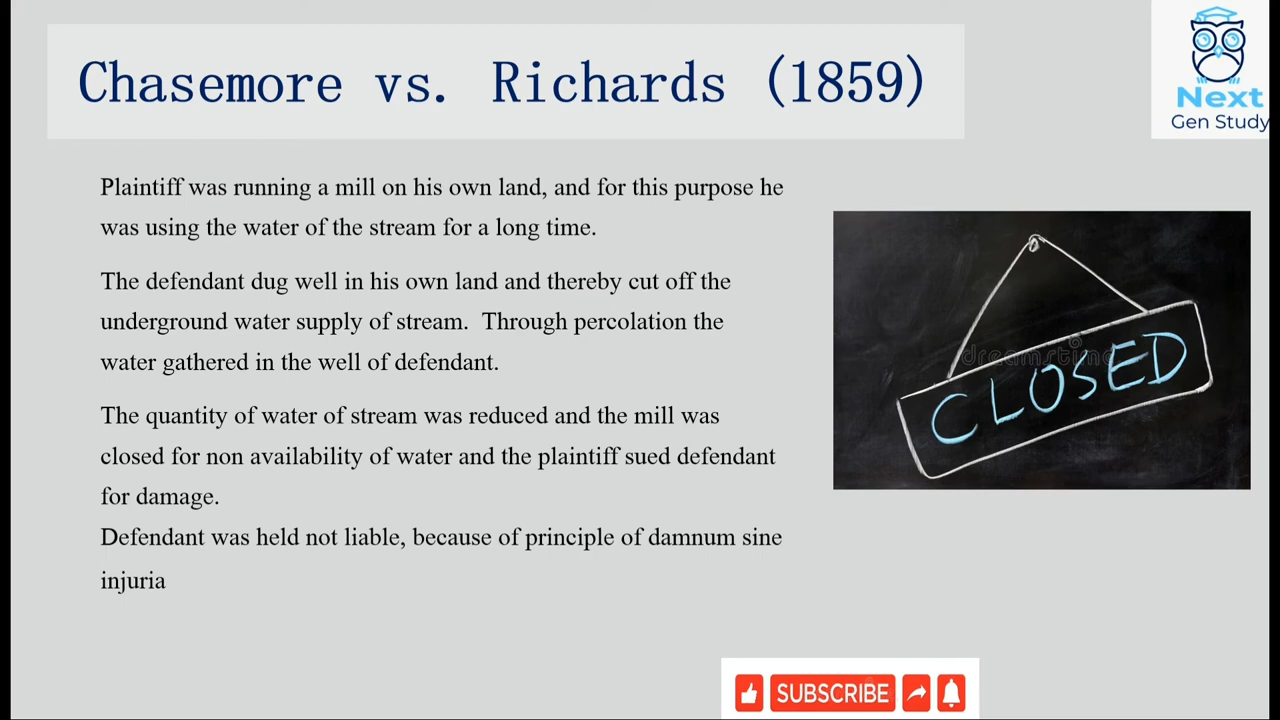 Chasemore vs. Richards (1859)
Next
Gen Study
Plaintiff was running a mill on his own land, and for this purpose he
was using the water of the stream for a long time.
The defendant dug well in his own land and thereby cut off the
underground water supply of stream.  Through percolation the
water gathered in the well of defendant.
The quantity of water of stream was reduced and the mill was
closed for non availability of water and the plaintiff sued defendant
for damage.
Defendant was held not liable, because of principle of damnum sine
injuria
dreamstime
CLOSED
SUBSCRIBE